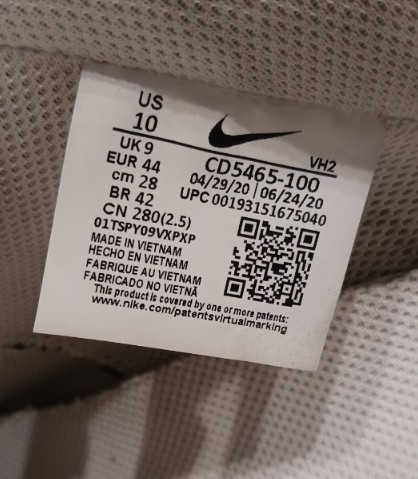 US
10
VH2
UK 9
EUR 44
cm 28
BR 42
CN 280(2.5)
CD5465-100
04/29/20 | 06/24/20
UPC 00193151675040
01TSPY09VXPXP
MADE IN VIETNAM
HECHO EN VIETNAM
FABRIQUE AU VIETNAM
FABRICADO NO VIETNÃ
This product is covered by one or more patents:
www.nike.com/patentsvirtualmarking